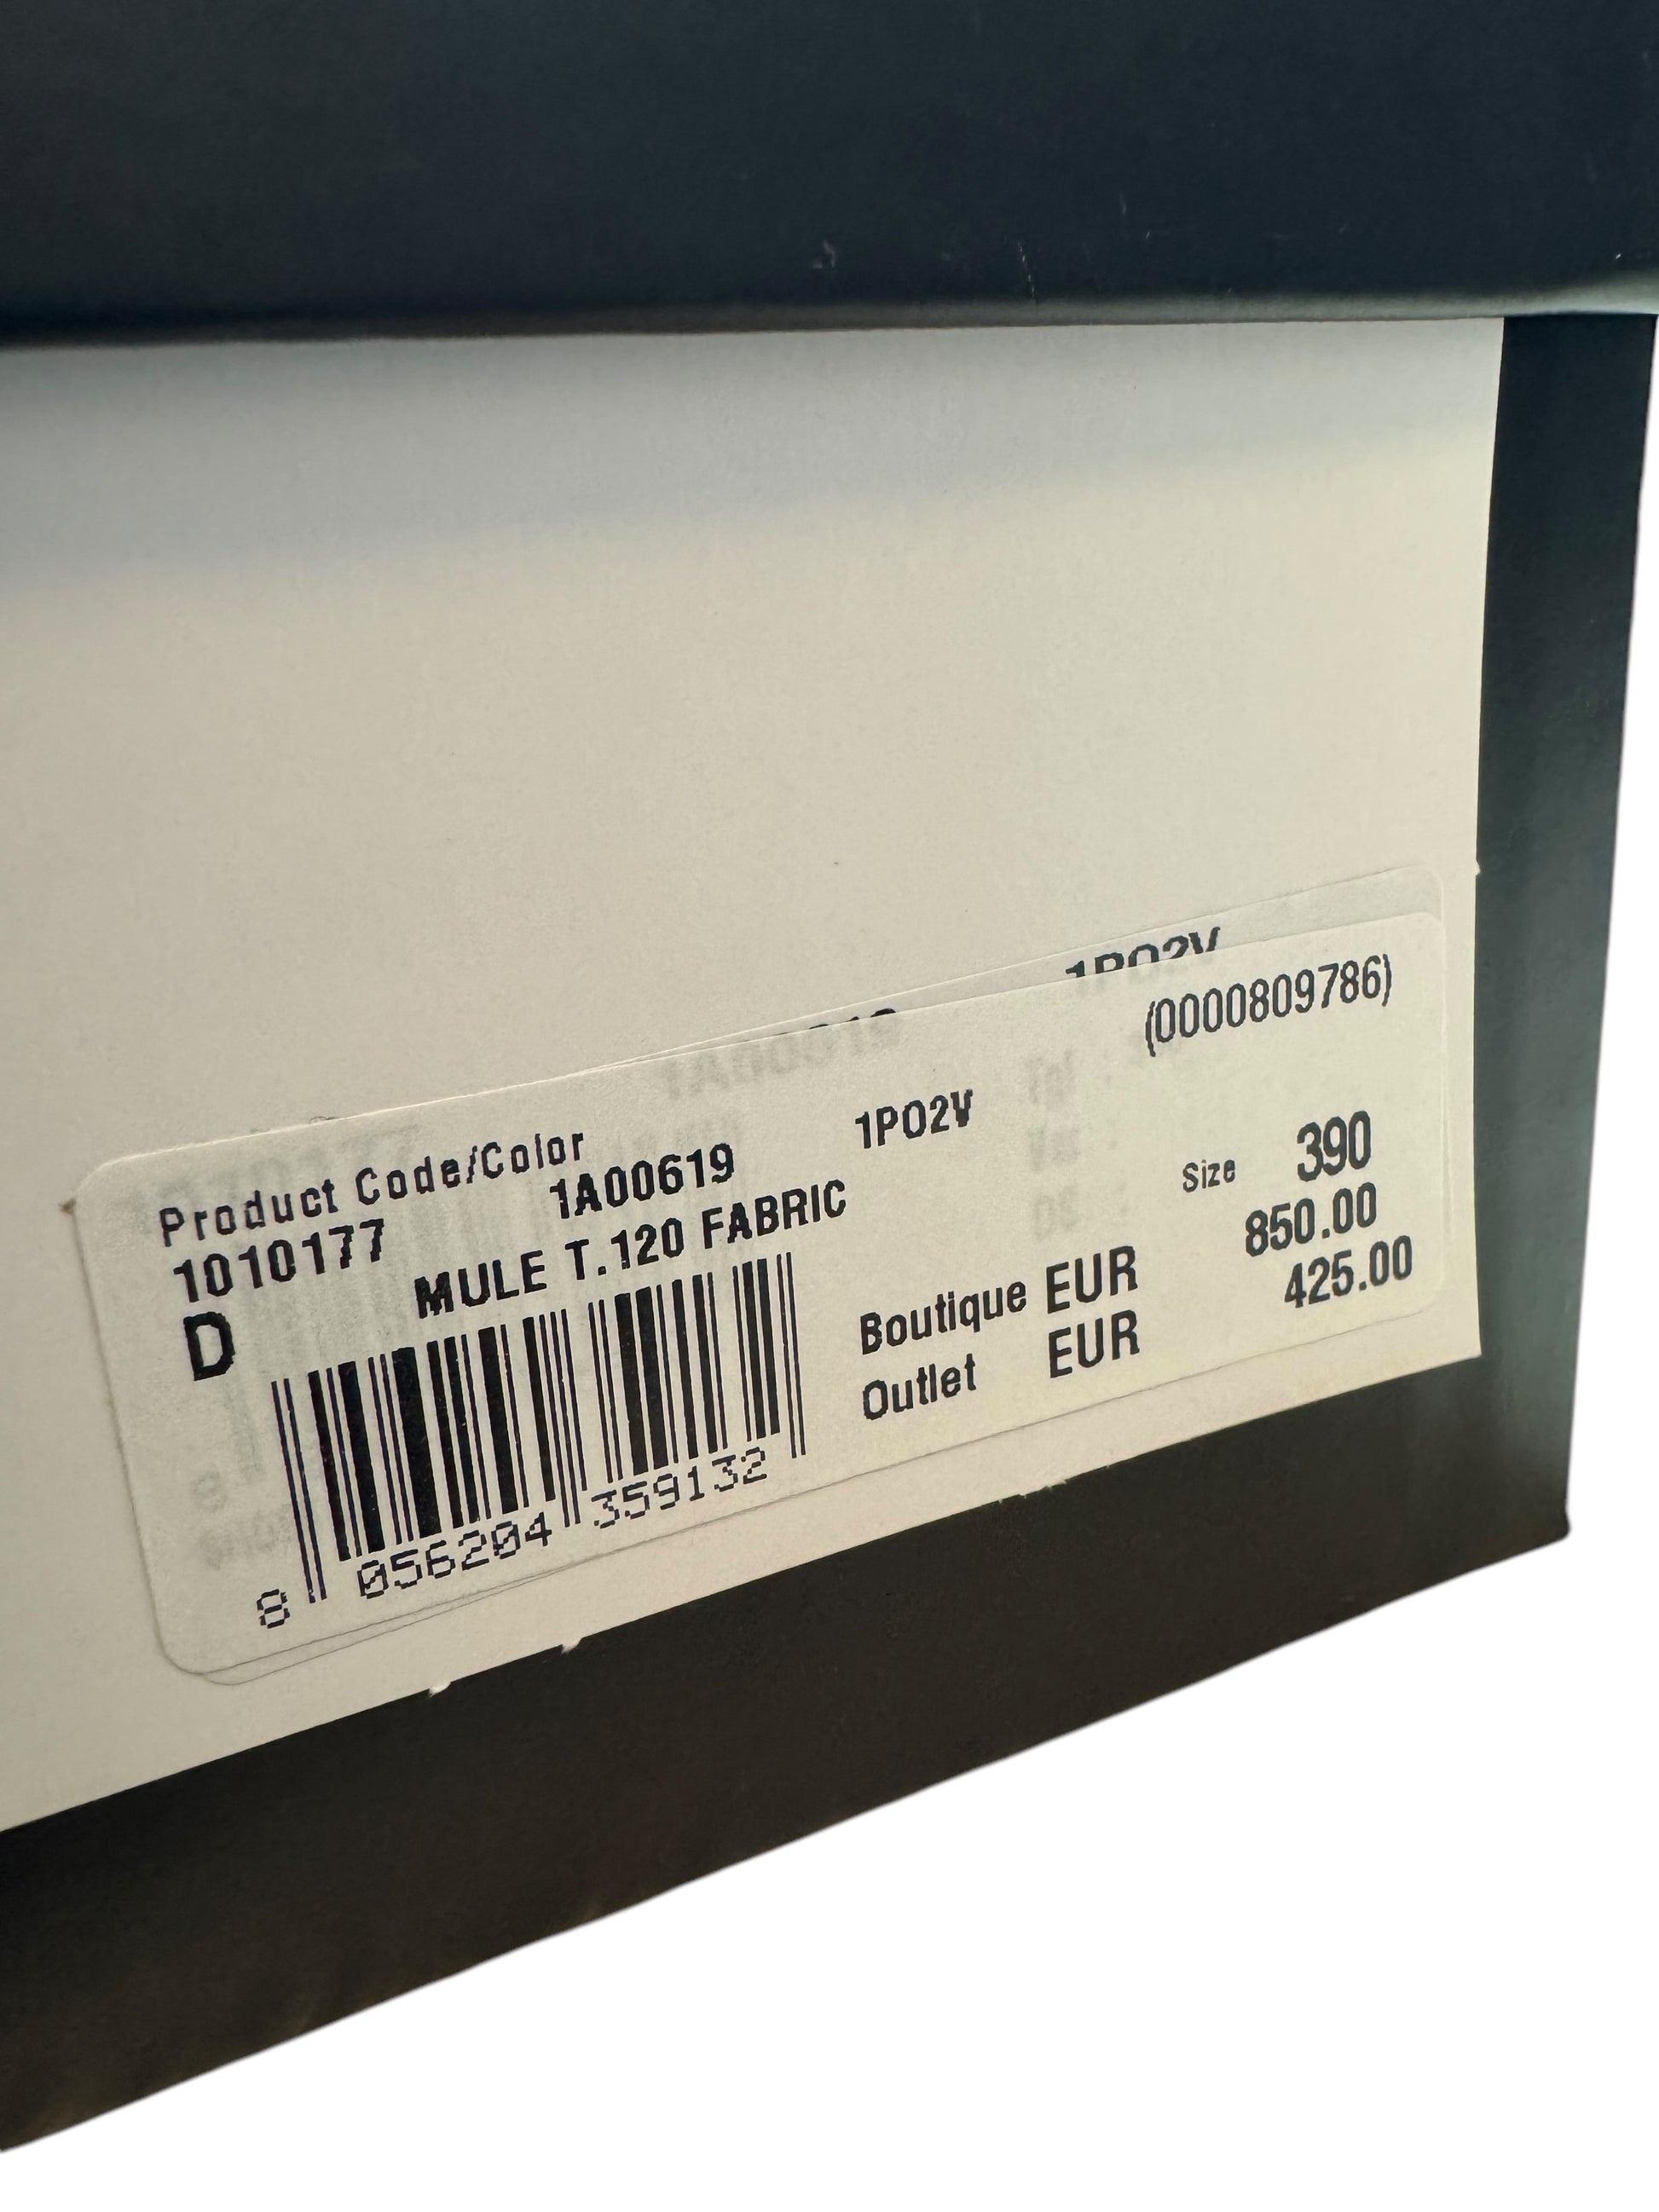 1PO2V
(0000809786)
Product Code/Color
1010177 1A00619 1PO2V
D MULE T.120 FABRIC Size 390
Boutique EUR 850.00
Outlet EUR 425.00
8 056204 359132